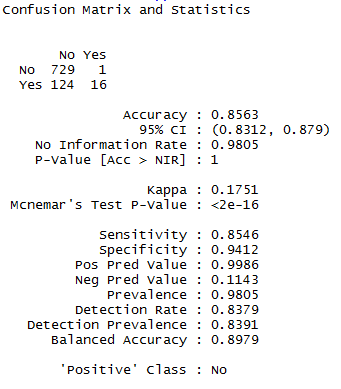 Confusion Matrix and Statistics
No Yes
No 729 1
Yes 124 16
Accuracy : 0.8563
95% CI : (0.8312, 0.879)
No Information Rate : 0.9805
P-Value [Acc > NIR] : 1
Kappa : 0.1751
Mcnemar's Test P-Value : <2e-16
Sensitivity : 0.8546
Specificity : 0.9412
Pos Pred Value : 0.9986
Neg Pred Value : 0.1143
Prevalence : 0.9805
Detection Rate : 0.8379
Detection Prevalence : 0.8391
Balanced Accuracy : 0.8979
'Positive' Class : No